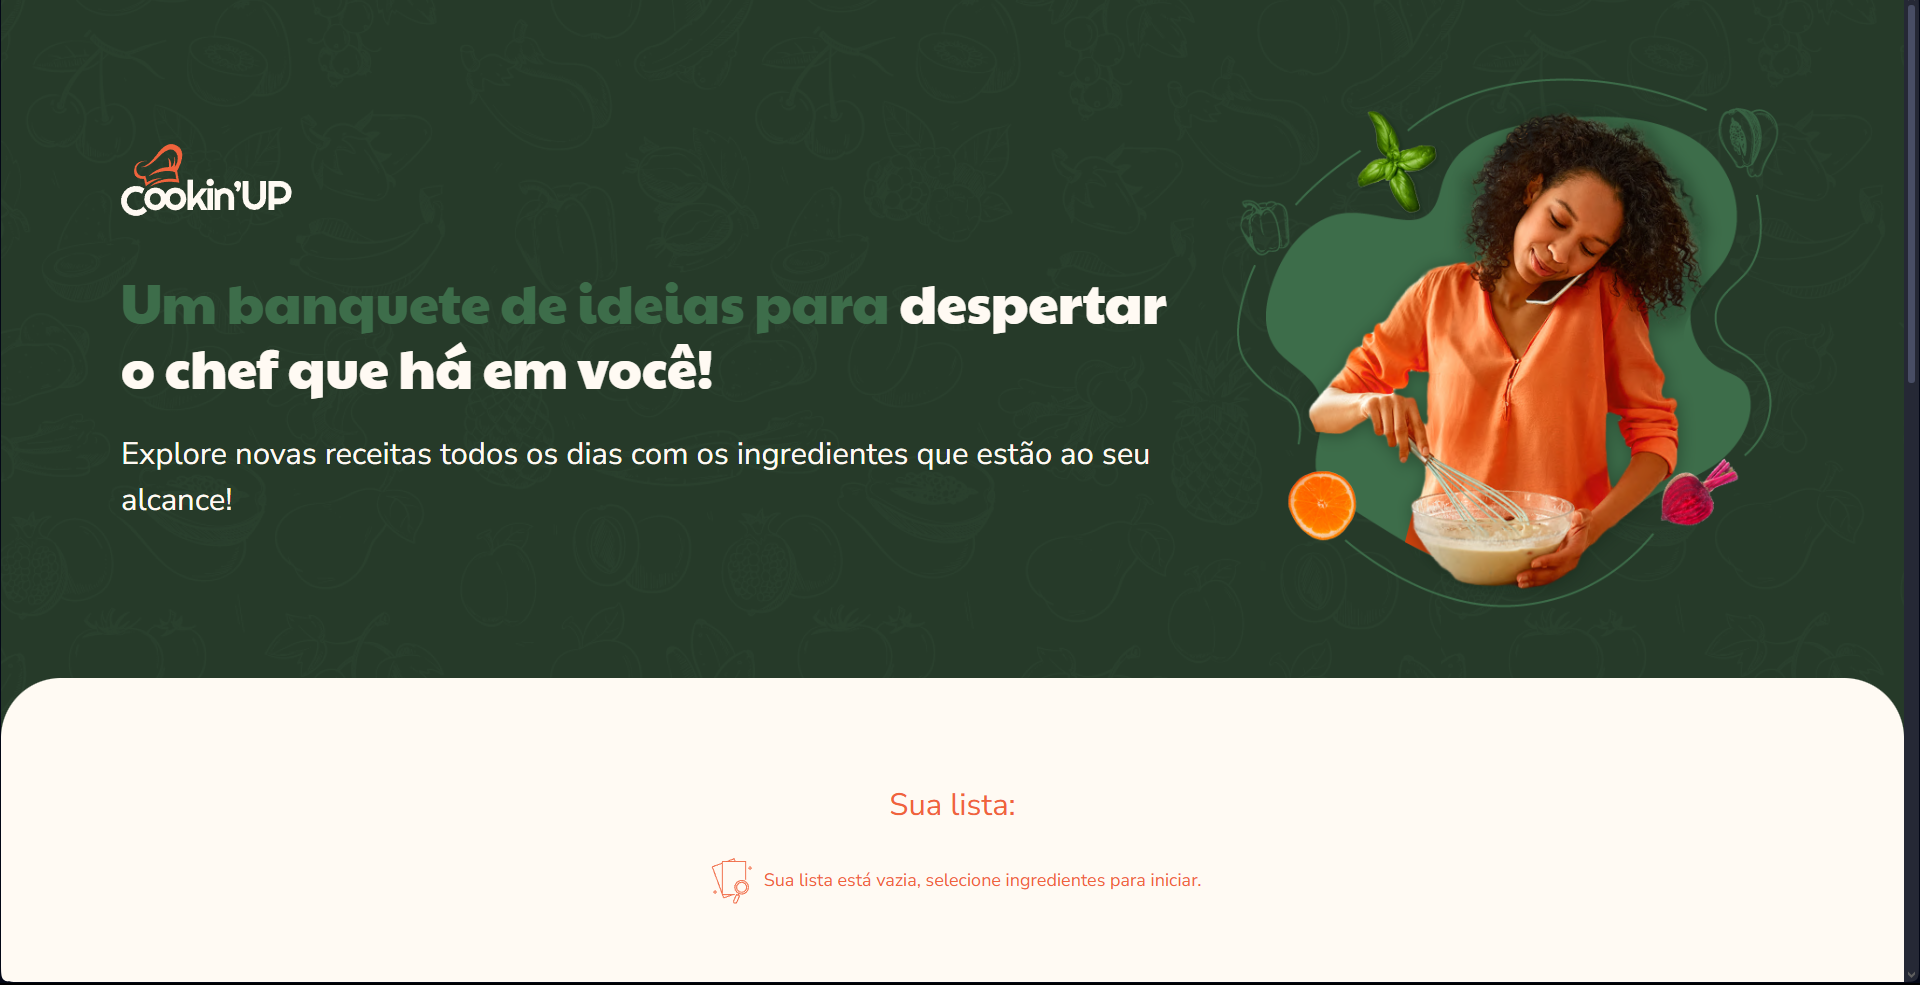 Cookin'UP
Um banquete de ideias para despertar
o chef que há em você!
Explore novas receitas todos os dias com os ingredientes que estão ao seu
alcance!
Sua lista:
Sua lista está vazia, selecione ingredientes para iniciar.